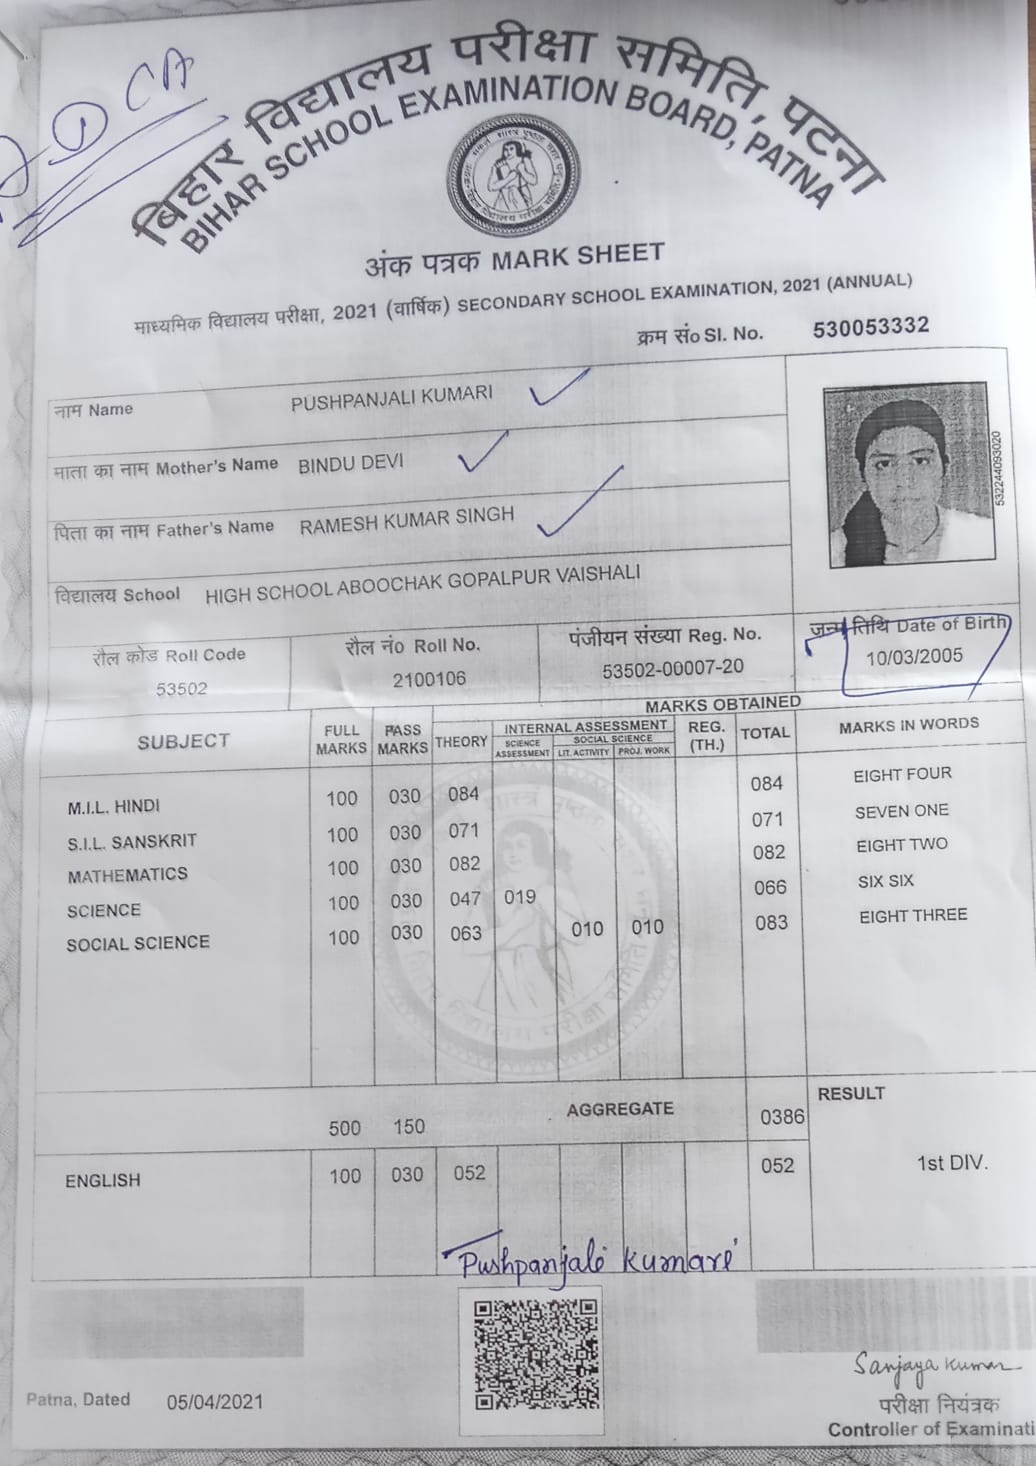 DCA
बिहार विद्यालय परीक्षा समिति, पटना
BIHAR SCHOOL EXAMINATION BOARD, PATNA
अंक पत्रक MARK SHEET
माध्यमिक विद्यालय परीक्षा, 2021 (वार्षिक) SECONDARY SCHOOL EXAMINATION, 2021 (ANNUAL)
क्रम सं० Sl. No. 530053332
नाम Name PUSHPANJALI KUMARI
माता का नाम Mother's Name BINDU DEVI
पिता का नाम Father's Name RAMESH KUMAR SINGH
532244093020
विद्यालय School HIGH SCHOOL ABOOCHAK GOPALPUR VAISHALI
रौल कोड Roll Code रौल नं० Roll No. पंजीयन संख्या Reg. No. जन्म तिथि Date of Birth
53502 2100106 53502-00007-20 10/03/2005
MARKS OBTAINED
SUBJECT FULL MARKS PASS MARKS THEORY INTERNAL ASSESSMENT REG. (TH.) TOTAL MARKS IN WORDS
SCIENCE ASSESSMENT SOCIAL SCIENCE
LIT. ACTIVITY PROJ. WORK
M.I.L. HINDI 100 030 084 084 EIGHT FOUR
S.I.L. SANSKRIT 100 030 071 071 SEVEN ONE
MATHEMATICS 100 030 082 082 EIGHT TWO
SCIENCE 100 030 047 019 066 SIX SIX
SOCIAL SCIENCE 100 030 063 010 010 083 EIGHT THREE
500 150 AGGREGATE 0386 RESULT
ENGLISH 100 030 052 052 1st DIV.
Pushpanjali Kumari
Sanjaya Kumar
Patna, Dated 05/04/2021 परीक्षा नियंत्रक
Controller of Examinati